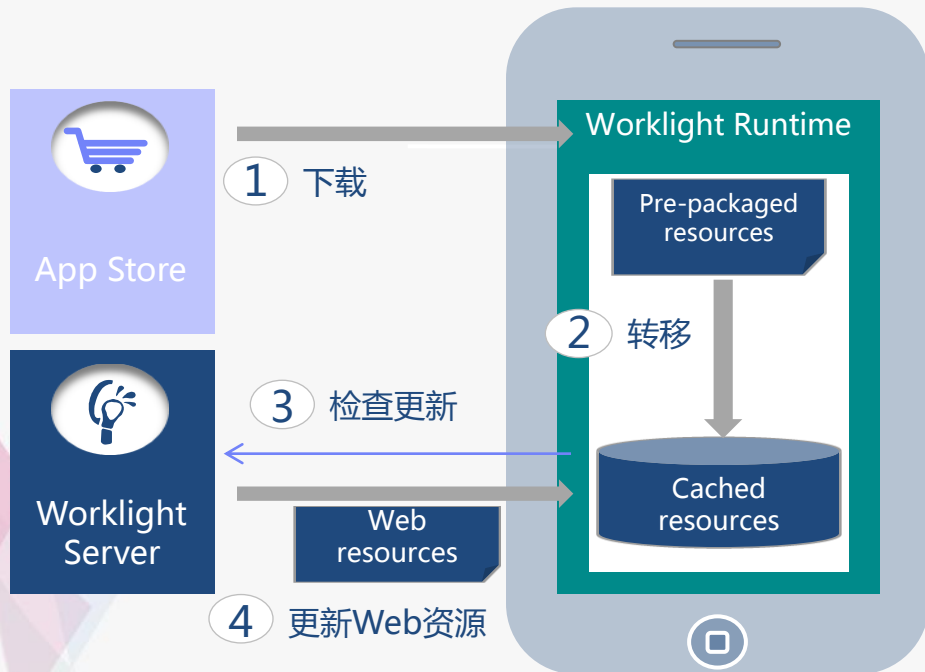 App Store
1 下载
Worklight Runtime
Pre-packaged
resources
2 转移
3 检查更新
Worklight
Server
Web
resources
Cached
resources
4 更新Web资源